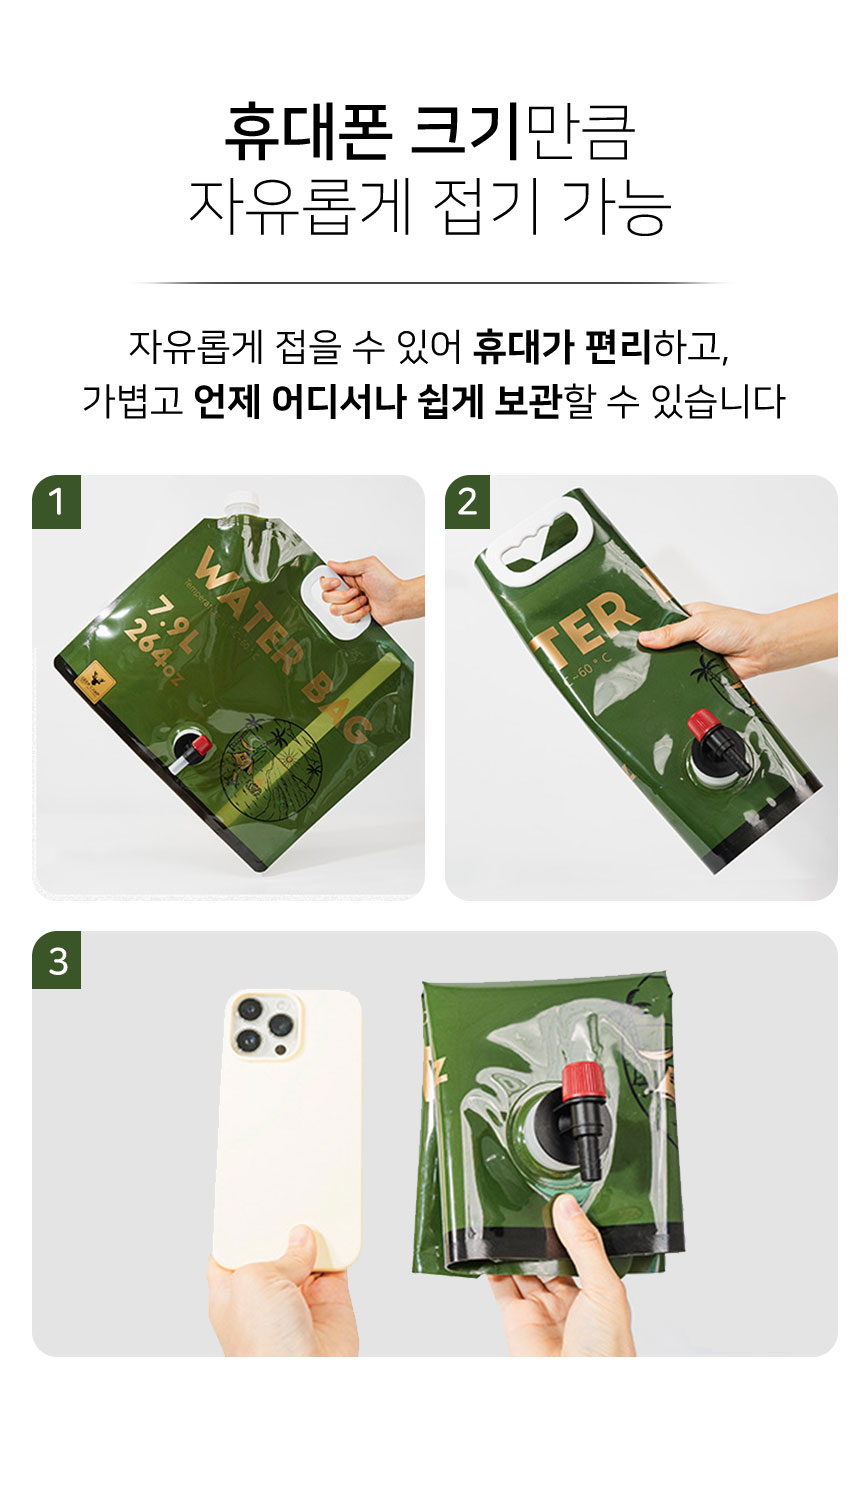 휴대폰 크기만큼
자유롭게 접기 가능
자유롭게 접을 수 있어 휴대가 편리하고,
가볍고 언제 어디서나 쉽게 보관할 수 있습니다
1
WATER BAG
7.9L
264oz
2
TER
~60°C
3